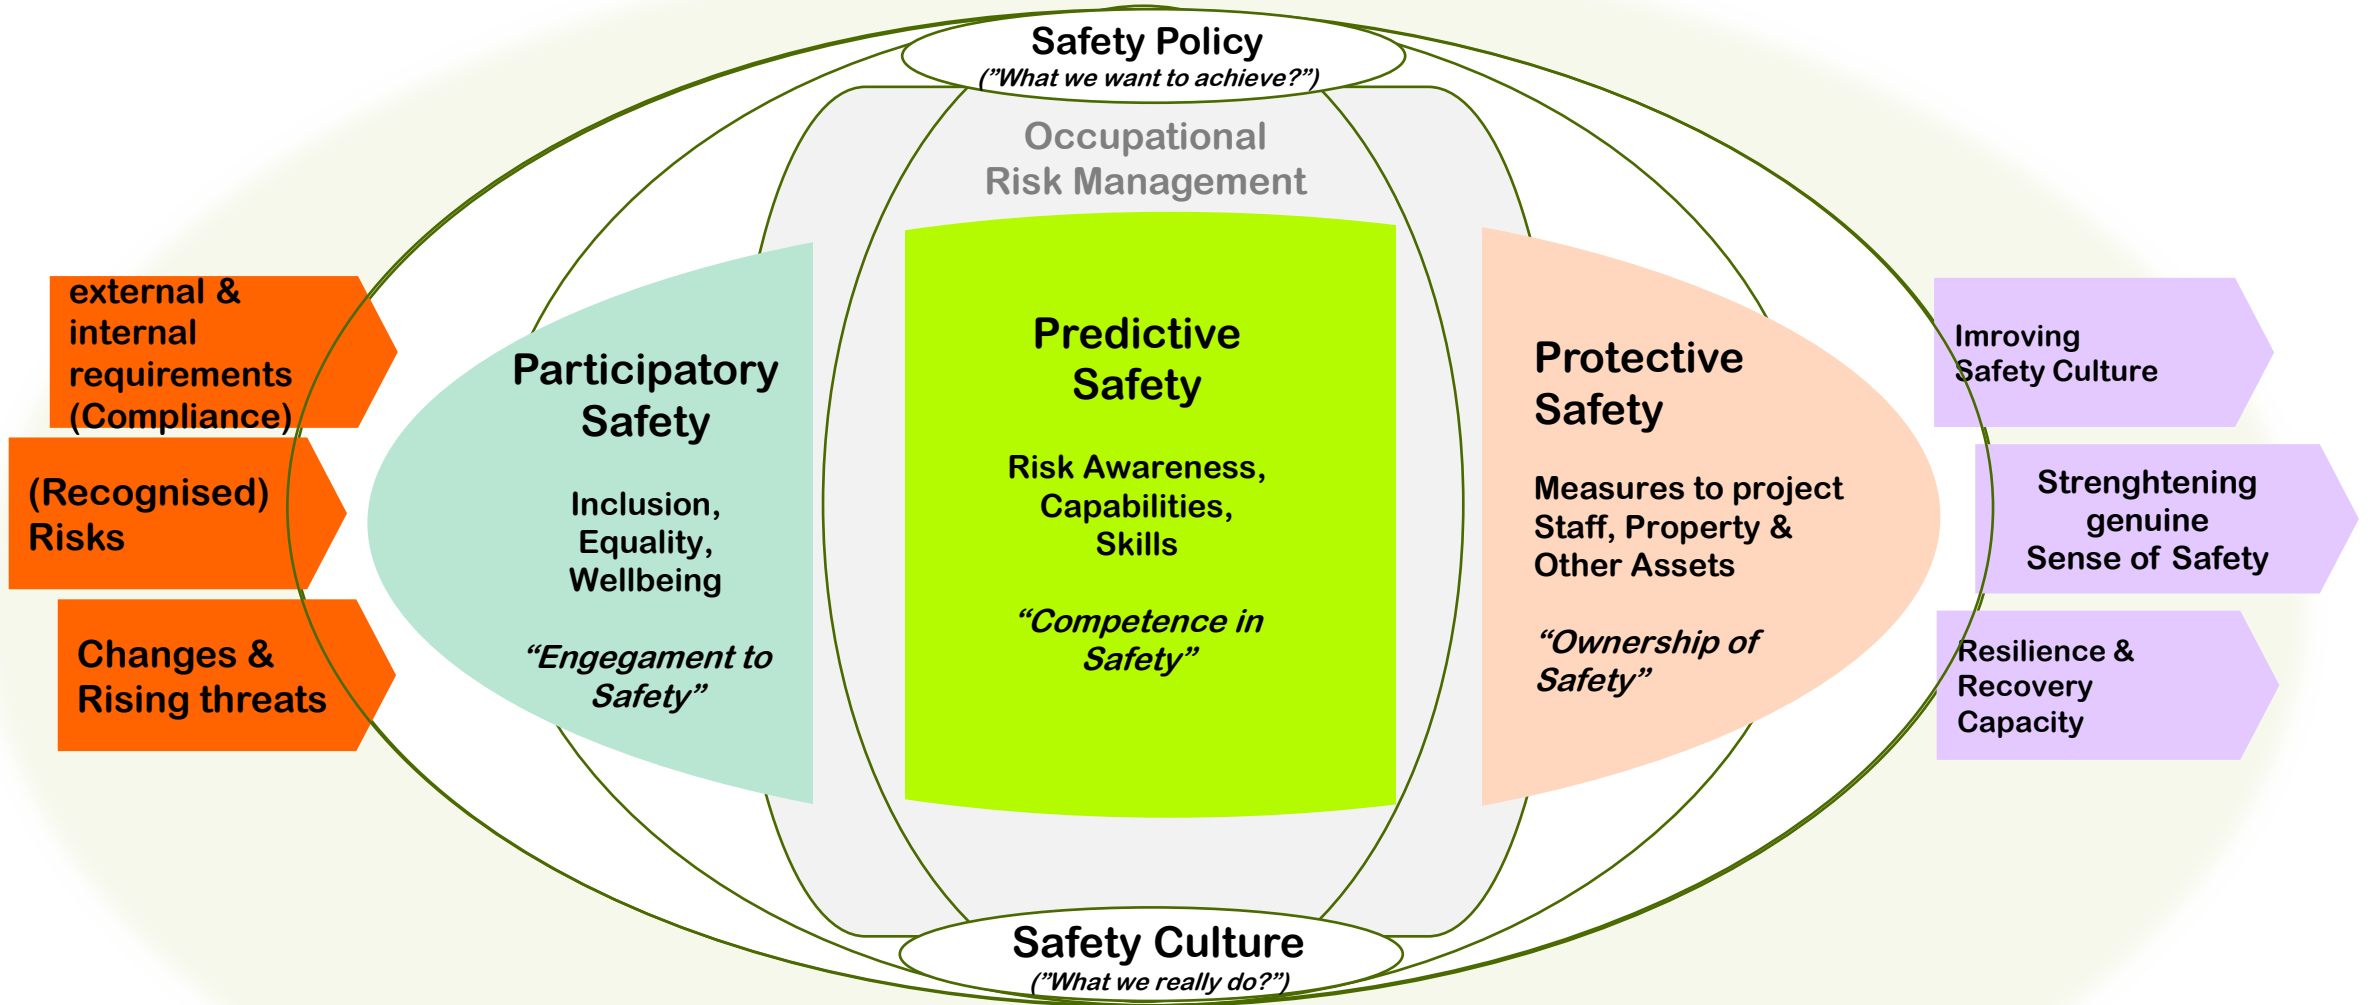 Safety Policy
(”What we want to achieve?”)
Occupational
Risk Management
external &
internal
requirements
(Compliance)
(Recognised)
Risks
Changes &
Rising threats
Participatory
Safety
Inclusion,
Equality,
Wellbeing
“Engegament to
Safety”
Predictive
Safety
Risk Awareness,
Capabilities,
Skills
“Competence in
Safety”
Protective
Safety
Measures to project
Staff, Property &
Other Assets
“Ownership of
Safety”
Imroving
Safety Culture
Strenghtening
genuine
Sense of Safety
Resilience &
Recovery
Capacity
Safety Culture
(”What we really do?”)